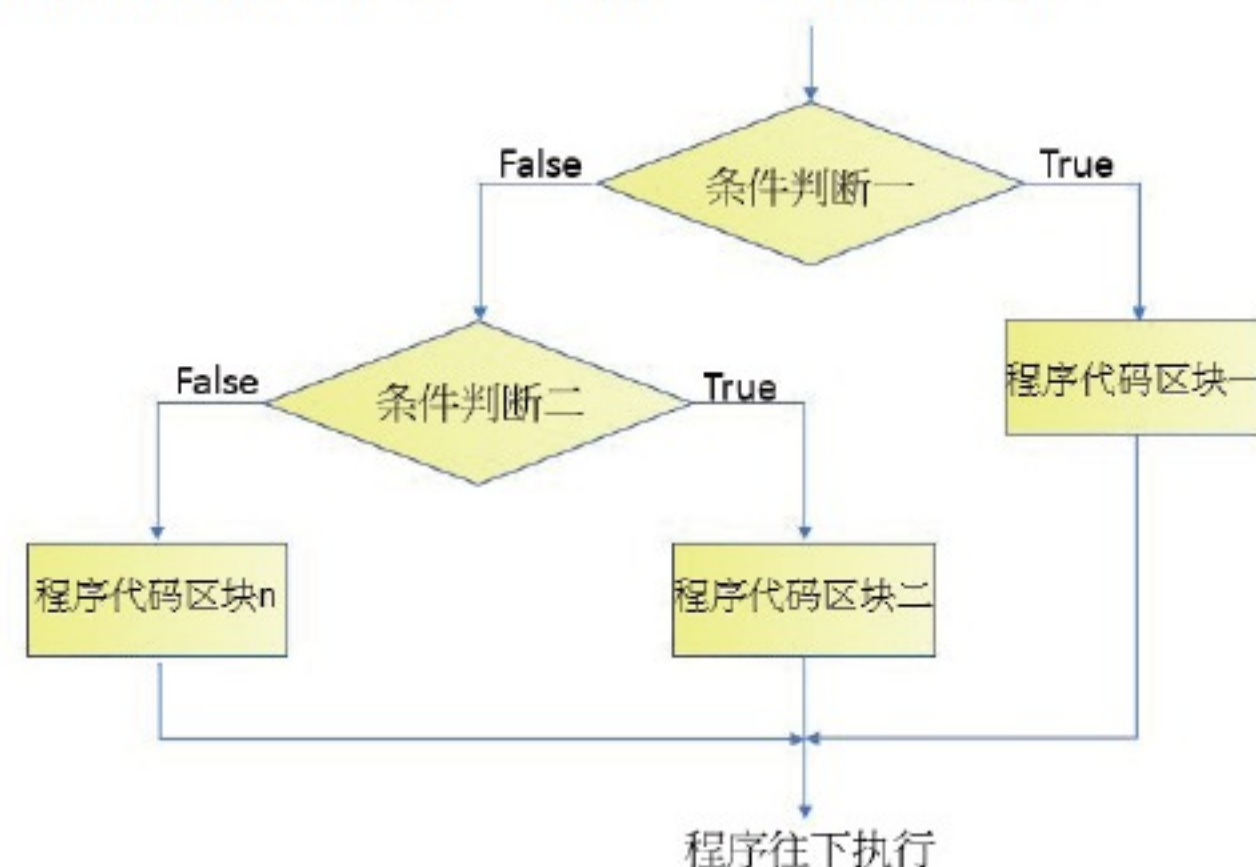 False
条件判断一
True
False
条件判断二
True
程序代码区块一
程序代码区块n
程序代码区块二
程序往下执行